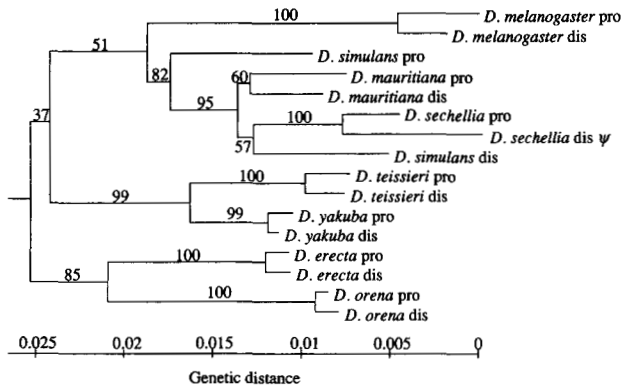 100
D. melanogaster pro
D. melanogaster dis
51
D. simulans pro
82
60
D. mauritiana pro
95
D. mauritiana dis
37
100
D. sechellia pro
D. sechellia dis ψ
57
D. simulans dis
100
D. teissieri pro
99
D. teissieri dis
99
D. yakuba pro
D. yakuba dis
100
D. erecta pro
85
D. erecta dis
100
D. orena pro
D. orena dis
0.025 0,02 0.015 0.01 0.005 0
Genetic distance